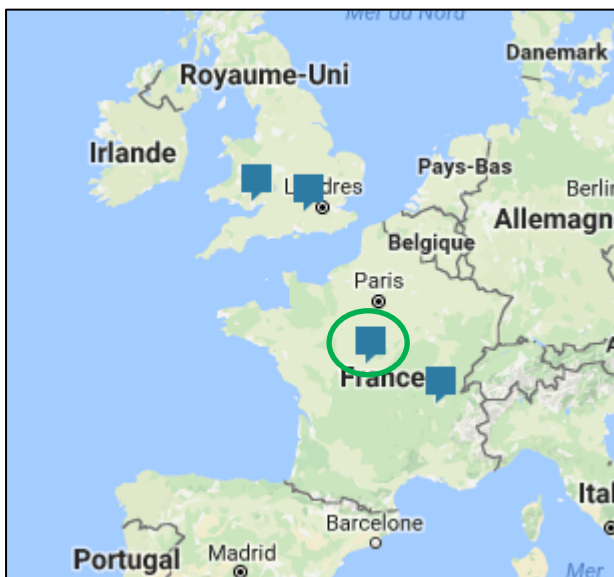 Mer du Nord
Danemark
Royaume-Uni
Irlande
Pays-Bas
Berlin
L dres
Allemagn
Belgique
Paris
France
Ital
Barcelone
Portugal
Madrid
Mer